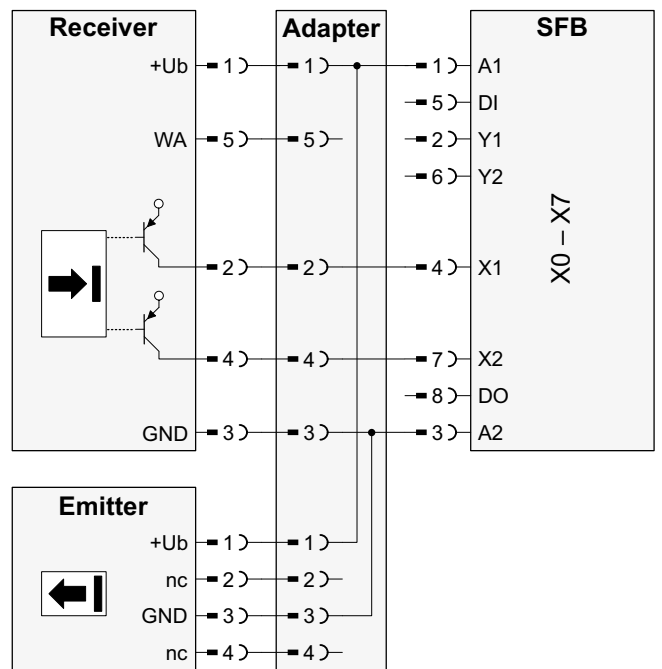 Receiver Adapter SFB
+Ub 1 1 1 A1
5 DI
WA 5 5 2 Y1
6 Y2
X0 – X7
2 2 4 X1
4 4 7 X2
8 DO
GND 3 3 3 A2
Emitter
+Ub 1 1
nc 2 2
GND 3 3
nc 4 4